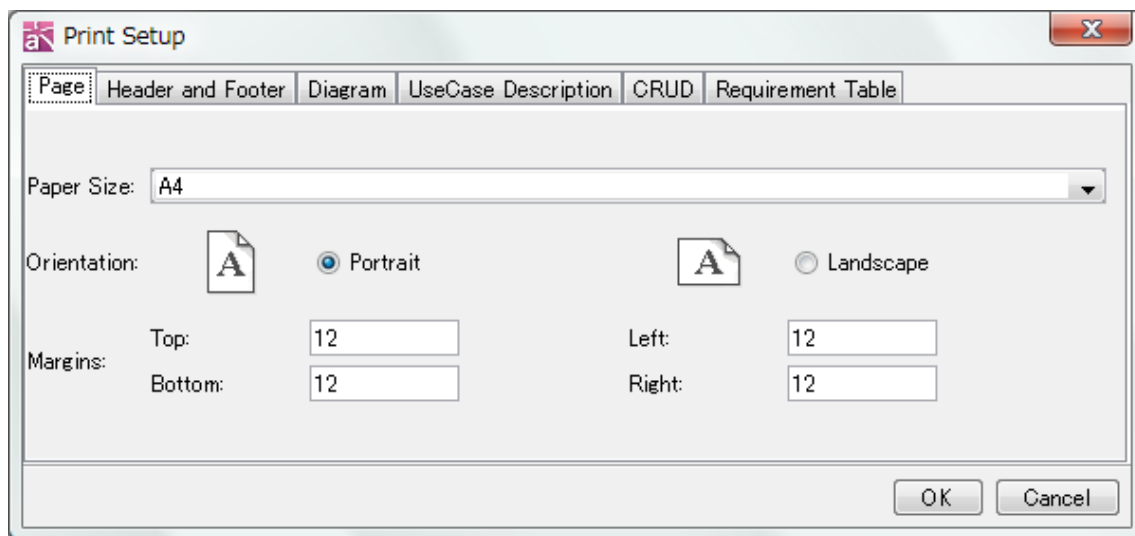 Print Setup
Page Header and Footer Diagram UseCase Description CRUD Requirement Table
Paper Size: A4
Orientation: A Portrait A Landscape
Margins:
Top: 12 Left: 12
Bottom: 12 Right: 12
OK Cancel